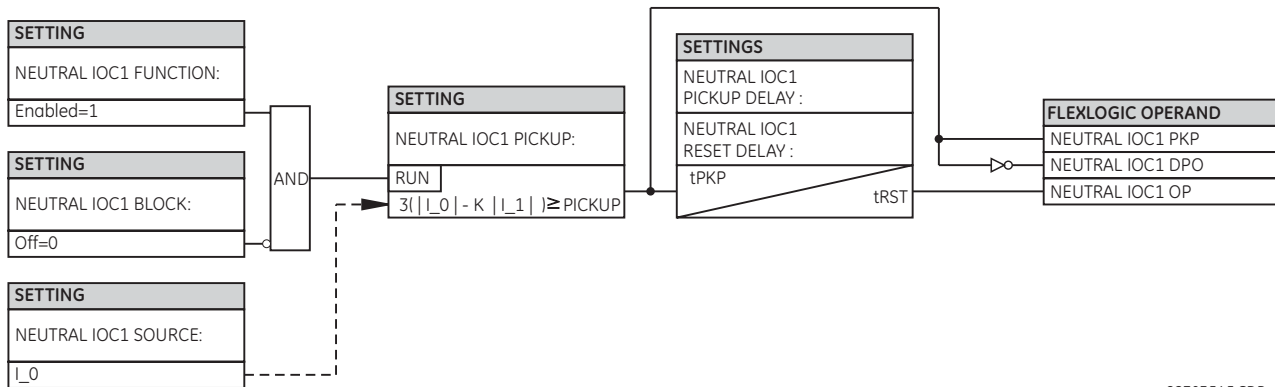 SETTING
NEUTRAL IOC1 FUNCTION:
Enabled=1
SETTING
NEUTRAL IOC1 BLOCK:
Off=0
SETTING
NEUTRAL IOC1 SOURCE:
I_0
AND
SETTING
NEUTRAL IOC1 PICKUP:
RUN
3(|I_0|- K |I_1| )≥ PICKUP
SETTINGS
NEUTRAL IOC1
PICKUP DELAY :
NEUTRAL IOC1
RESET DELAY :
tPKP
tRST
FLEXLOGIC OPERAND
NEUTRAL IOC1 PKP
NEUTRAL IOC1 DPO
NEUTRAL IOC1 OP